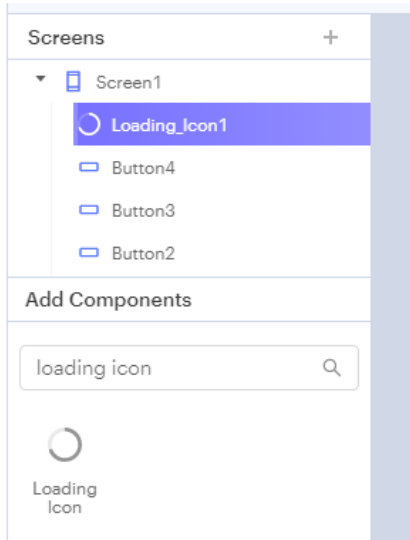 Screens
Screen1
Loading_Icon1
Button4
Button3
Button2
Add Components
loading icon
Loading
Icon